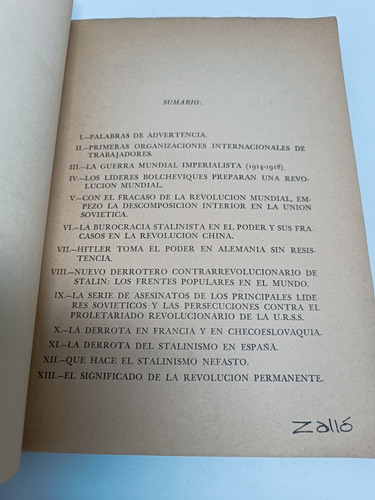 SUMARIO:
I.—PALABRAS DE ADVERTENCIA.
II.—PRIMERAS ORGANIZACIONES INTERNACIONALES DE
TRABAJADORES.
III.—LA GUERRA MUNDIAL IMPERIALISTA (1914-1918).
IV.—LOS LIDERES BOLCHEVIQUES PREPARAN UNA REVO-
LUCION MUNDIAL.
V.—CON EL FRACASO DE LA REVOLUCION MUNDIAL, EM-
PEZO LA DESCOMPOSICION INTERIOR EN LA UNION
SOVIETICA.
VI.—LA BUROCRACIA STALINISTA EN EL PODER Y SUS FRA-
CASOS EN LA REVOLUCION CHINA.
VII.—HITLER TOMA EL PODER EN ALEMANIA SIN RESIS-
TENCIA.
VIII.—NUEVO DERROTERO CONTRARREVOLUCIONARIO DE
STALIN: LOS FRENTES POPULARES EN EL MUNDO.
IX.—LA SERIE DE ASESINATOS DE LOS PRINCIPALES LIDE-
RES SOVIETICOS Y LAS PERSECUCIONES CONTRA EL
PROLETARIADO REVOLUCIONARIO DE LA U.R.S.S.
X.—LA DERROTA EN FRANCIA Y EN CHECOESLOVAQUIA.
XI.—LA DERROTA DEL STALINISMO EN ESPAÑA.
XII.—QUE HACE EL STALINISMO NEFASTO.
XIII.—EL SIGNIFICADO DE LA REVOLUCION PERMANENTE.
Zalló